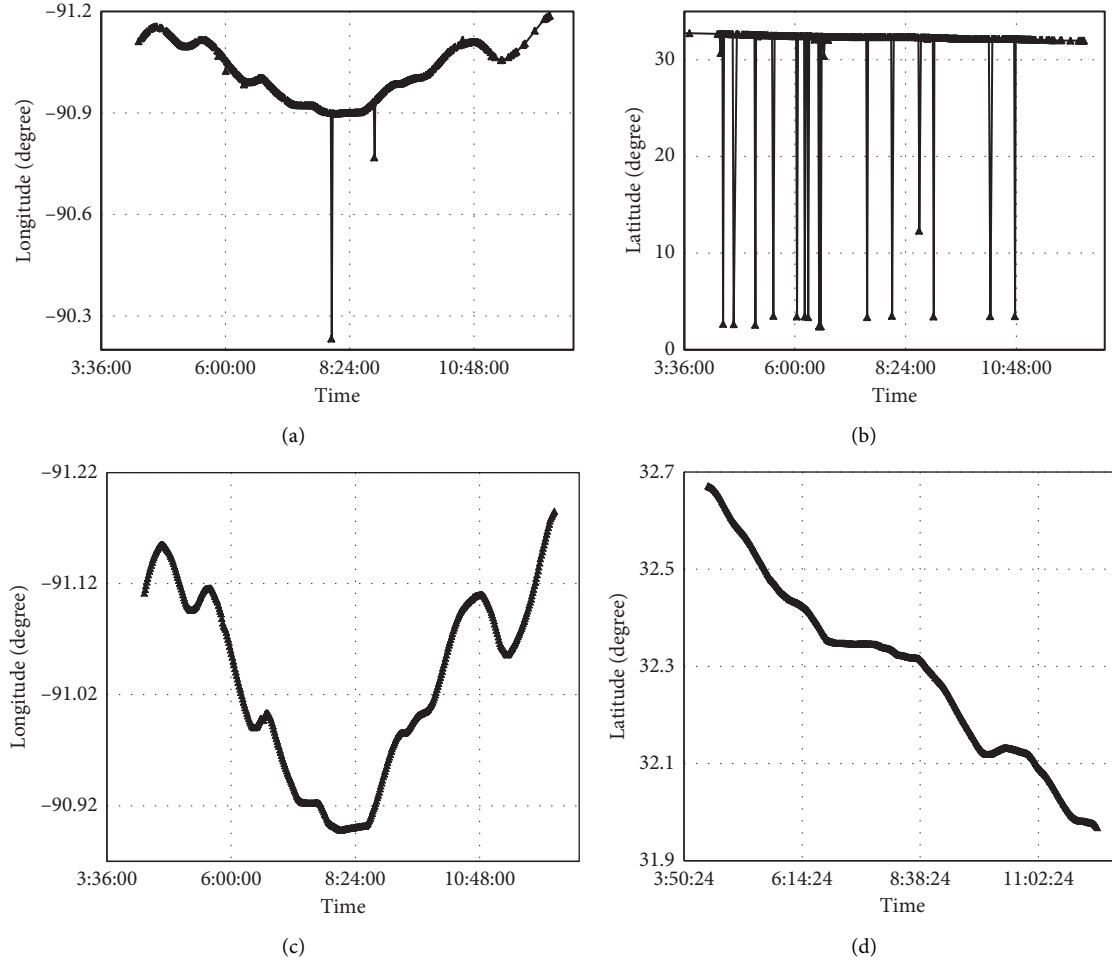 −91.2
−90.9
−90.6
−90.3
Longitude (degree)
3:36:00 6:00:00 8:24:00 10:48:00
Time
(a)
30
20
10
0
Latitude (degree)
3:36:00 6:00:00 8:24:00 10:48:00
Time
(b)
−91.22
−91.12
−91.02
−90.92
Longitude (degree)
3:36:00 6:00:00 8:24:00 10:48:00
Time
(c)
32.7
32.5
32.3
32.1
31.9
Latitude (degree)
3:50:24 6:14:24 8:38:24 11:02:24
Time
(d)